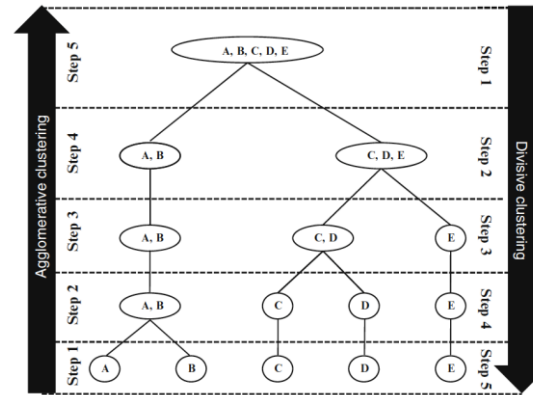 Agglomerative clustering
Divisive clustering
Step 5
A, B, C, D, E
Step 1
Step 4
A, B
C, D, E
Step 2
Step 3
A, B
C, D
E
Step 3
Step 2
A, B
C
D
E
Step 4
Step 1
A
B
C
D
E
Step 5